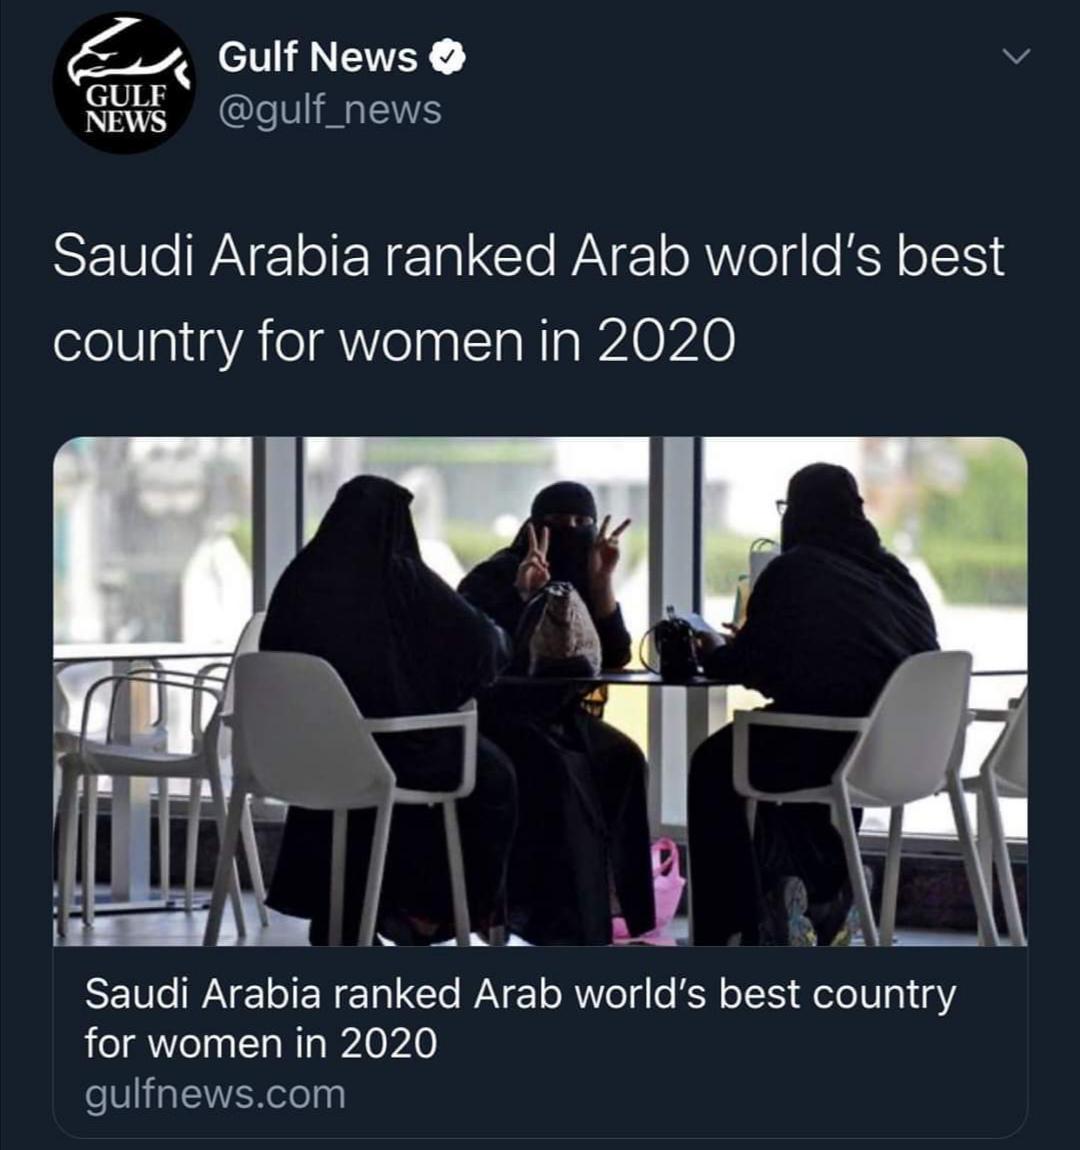 GULF
NEWS
Gulf News
@gulf_news
Saudi Arabia ranked Arab world's best
country for women in 2020
Saudi Arabia ranked Arab world's best country
for women in 2020
gulfnews.com